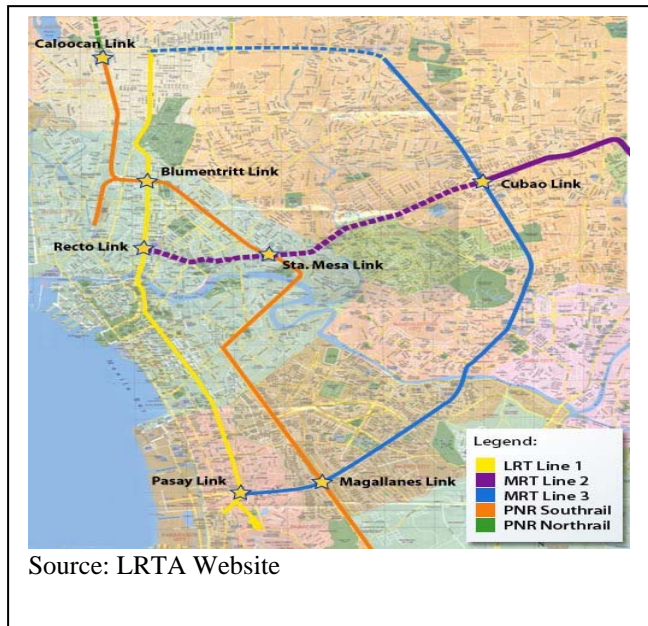 Caloocan Link
Blumentritt Link
Cubao Link
Recto Link
Sta. Mesa Link
Pasay Link
Magallanes Link
Legend:
LRT Line 1
MRT Line 2
MRT Line 3
PNR Southrail
PNR Northrail
Source: LRTA Website